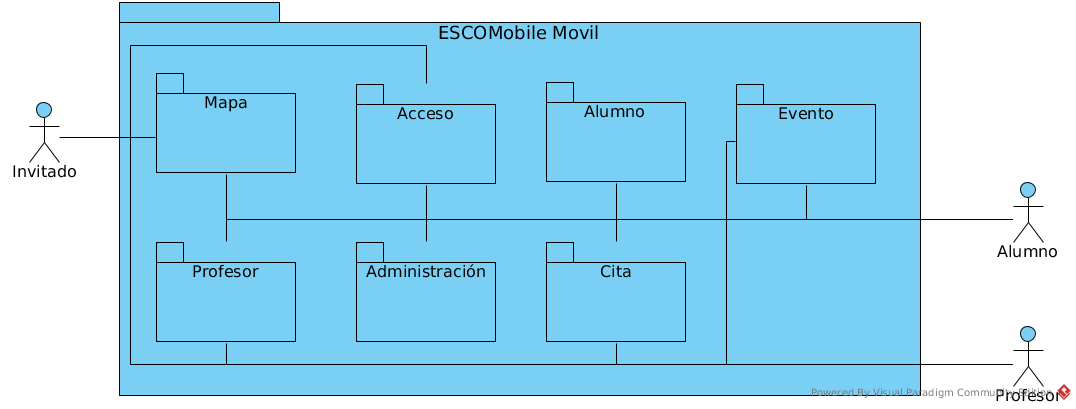 ESCOMobile Movil
Mapa
Acceso
Alumno
Evento
Invitado
Alumno
Profesor
Administración
Cita
Powered By Visual Paradigm Community Edition
Profesor